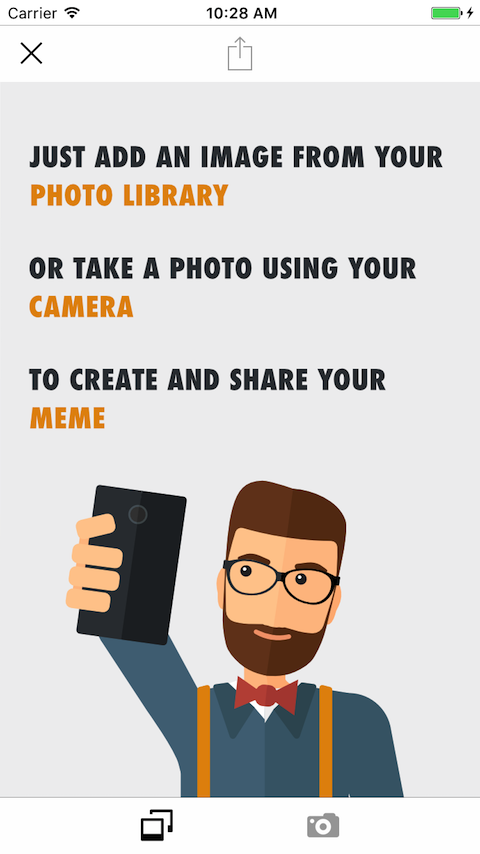 Carrier 10:28 AM
JUST ADD AN IMAGE FROM YOUR
PHOTO LIBRARY
OR TAKE A PHOTO USING YOUR
CAMERA
TO CREATE AND SHARE YOUR
MEME